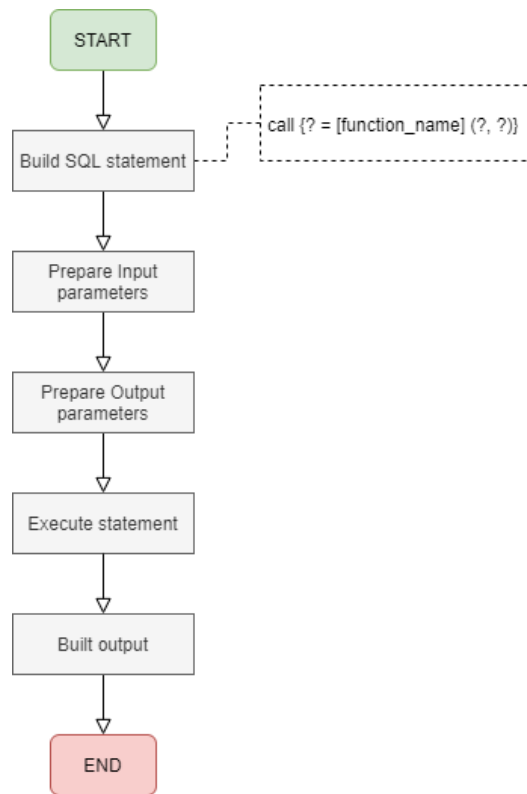 START
call {? = [function_name] (?, ?)}
Build SQL statement
Prepare Input
parameters
Prepare Output
parameters
Execute statement
Built output
END